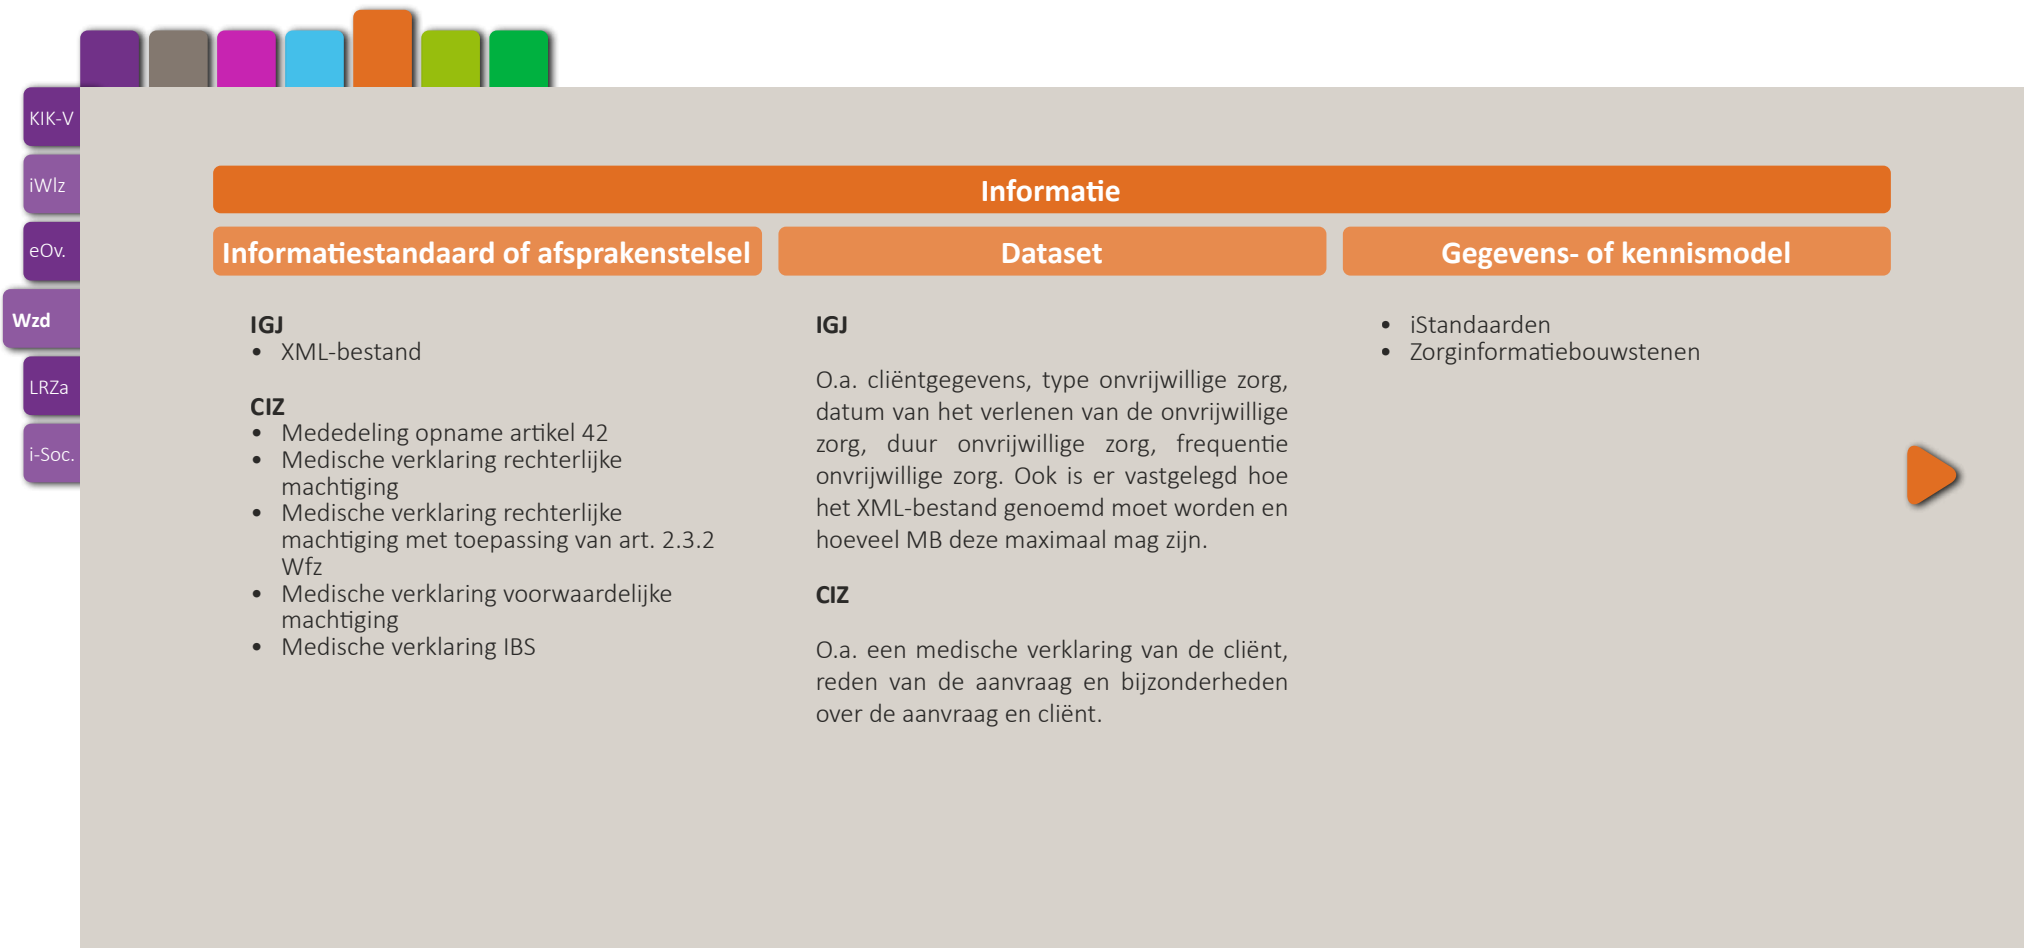 KIK-V
iWlz
eOv.
Wzd
LRZa
i-Soc.
Informatie
Informatiestandaard of afsprakenstelsel
IGJ
• XML-bestand
CIZ
• Mededeling opname artikel 42
• Medische verklaring rechterlijke
machtiging
• Medische verklaring rechterlijke
machtiging met toepassing van art. 2.3.2
Wfz
• Medische verklaring voorwaardelijke
machtiging
• Medische verklaring IBS
Dataset
IGJ
O.a. cliëntgegevens, type onvrijwillige zorg,
datum van het verlenen van de onvrijwillige
zorg, duur onvrijwillige zorg, frequentie
onvrijwillige zorg. Ook is er vastgelegd hoe
het XML-bestand genoemd moet worden en
hoeveel MB deze maximaal mag zijn.
CIZ
O.a. een medische verklaring van de cliënt,
reden van de aanvraag en bijzonderheden
over de aanvraag en cliënt.
Gegevens- of kennismodel
• iStandaarden
• Zorginformatiebouwstenen